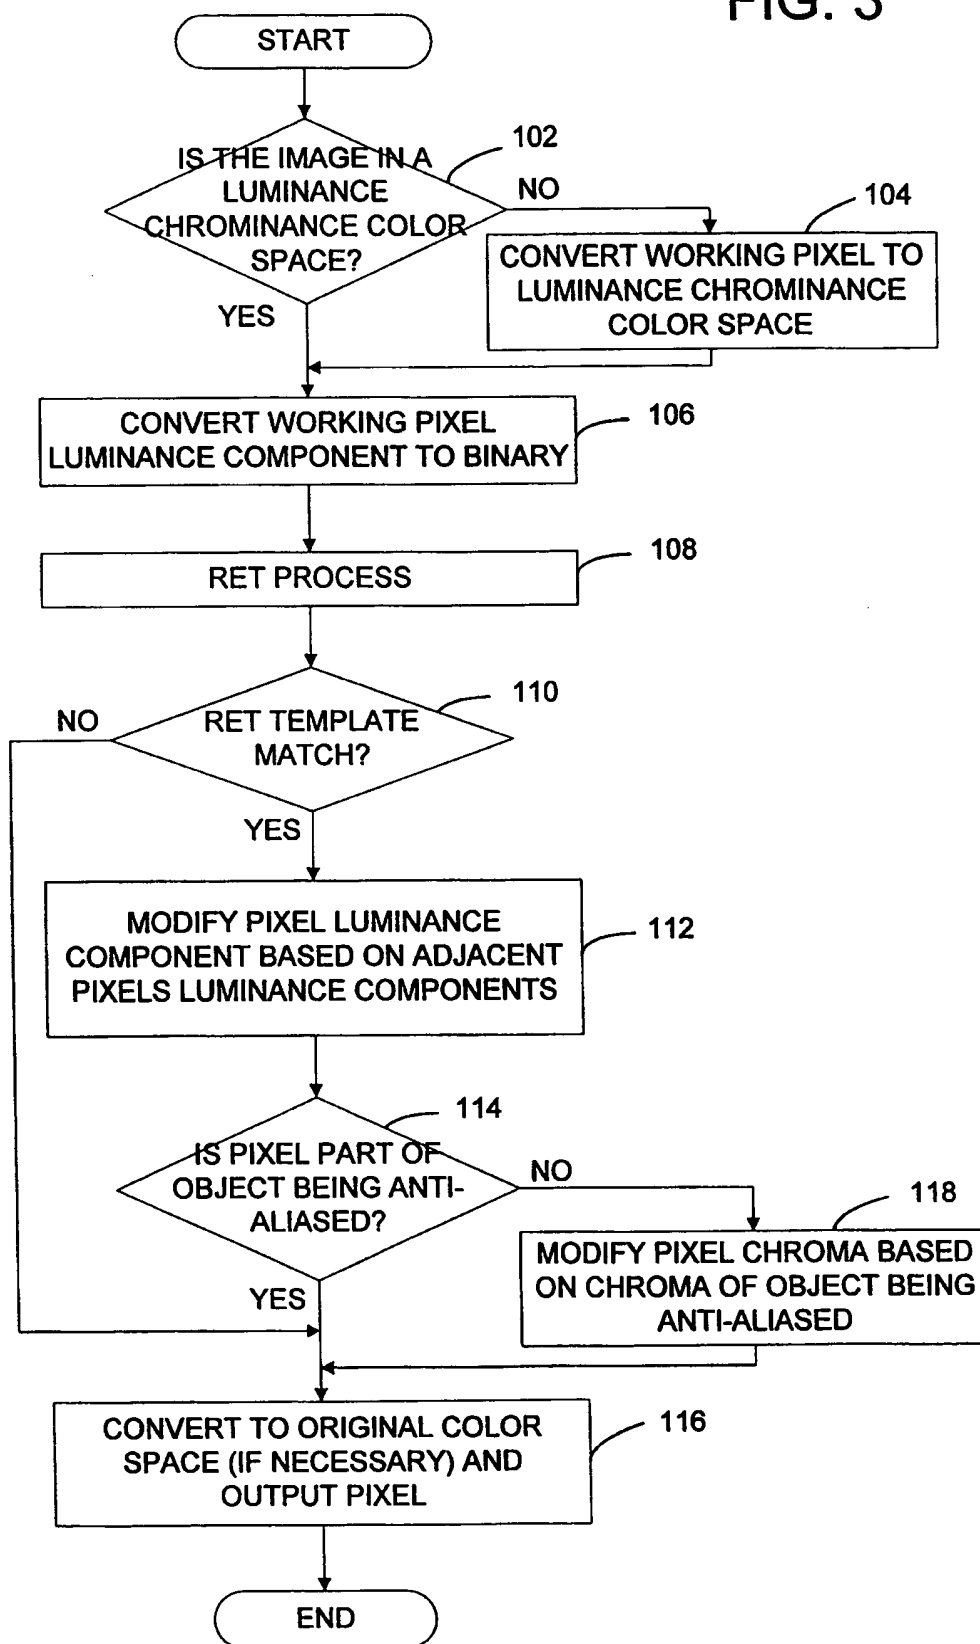 FIG. 3
START
IS THE IMAGE IN A
LUMINANCE
CHROMINANCE COLOR
SPACE?
102
NO
YES
104
CONVERT WORKING PIXEL TO
LUMINANCE CHROMINANCE
COLOR SPACE
CONVERT WORKING PIXEL
LUMINANCE COMPONENT TO BINARY
106
RET PROCESS
108
RET TEMPLATE
MATCH?
110
NO
YES
MODIFY PIXEL LUMINANCE
COMPONENT BASED ON ADJACENT
PIXELS LUMINANCE COMPONENTS
112
IS PIXEL PART OF
OBJECT BEING ANTI-
ALIASED?
114
NO
YES
118
MODIFY PIXEL CHROMA BASED
ON CHROMA OF OBJECT BEING
ANTI-ALIASED
CONVERT TO ORIGINAL COLOR
SPACE (IF NECESSARY) AND
OUTPUT PIXEL
116
END